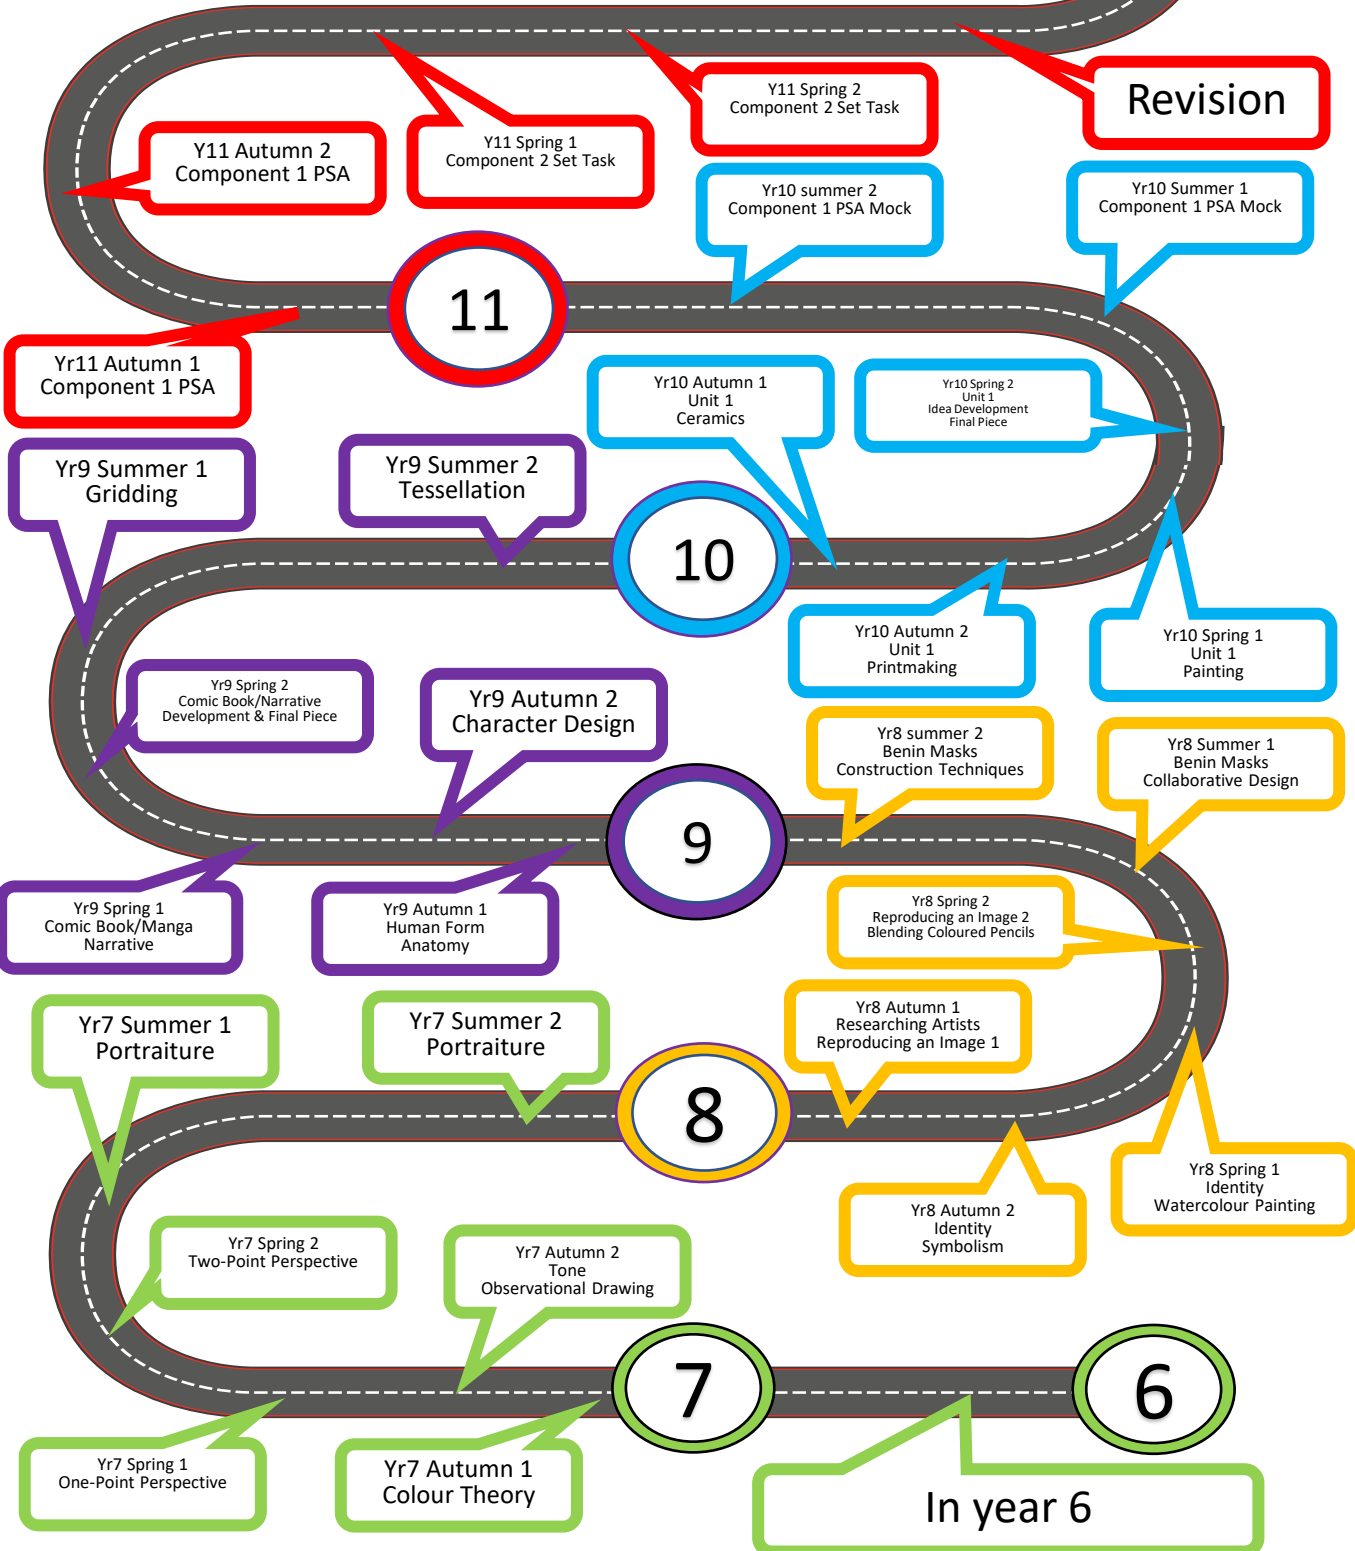 Revision
Y11 Spring 2
Component 2 Set Task
Y11 Spring 1
Component 2 Set Task
Y11 Autumn 2
Component 1 PSA
Yr10 summer 2
Component 1 PSA Mock
Yr10 Summer 1
Component 1 PSA Mock
11
Yr11 Autumn 1
Component 1 PSA
Yr10 Autumn 1
Unit 1
Ceramics
Yr10 Spring 2
Unit 1
Idea Development
Final Piece
Yr9 Summer 1
Gridding
Yr9 Summer 2
Tessellation
10
Yr10 Autumn 2
Unit 1
Printmaking
Yr10 Spring 1
Unit 1
Painting
Yr9 Spring 2
Comic Book/Narrative
Development & Final Piece
Yr9 Autumn 2
Character Design
Yr8 summer 2
Benin Masks
Construction Techniques
Yr8 Summer 1
Benin Masks
Collaborative Design
9
Yr9 Spring 1
Comic Book/Manga
Narrative
Yr9 Autumn 1
Human Form
Anatomy
Yr8 Spring 2
Reproducing an Image 2
Blending Coloured Pencils
Yr7 Summer 1
Portraiture
Yr7 Summer 2
Portraiture
Yr8 Autumn 1
Researching Artists
Reproducing an Image 1
8
Yr8 Autumn 2
Identity
Symbolism
Yr8 Spring 1
Identity
Watercolour Painting
Yr7 Spring 2
Two-Point Perspective
Yr7 Autumn 2
Tone
Observational Drawing
7
6
Yr7 Spring 1
One-Point Perspective
Yr7 Autumn 1
Colour Theory
In year 6